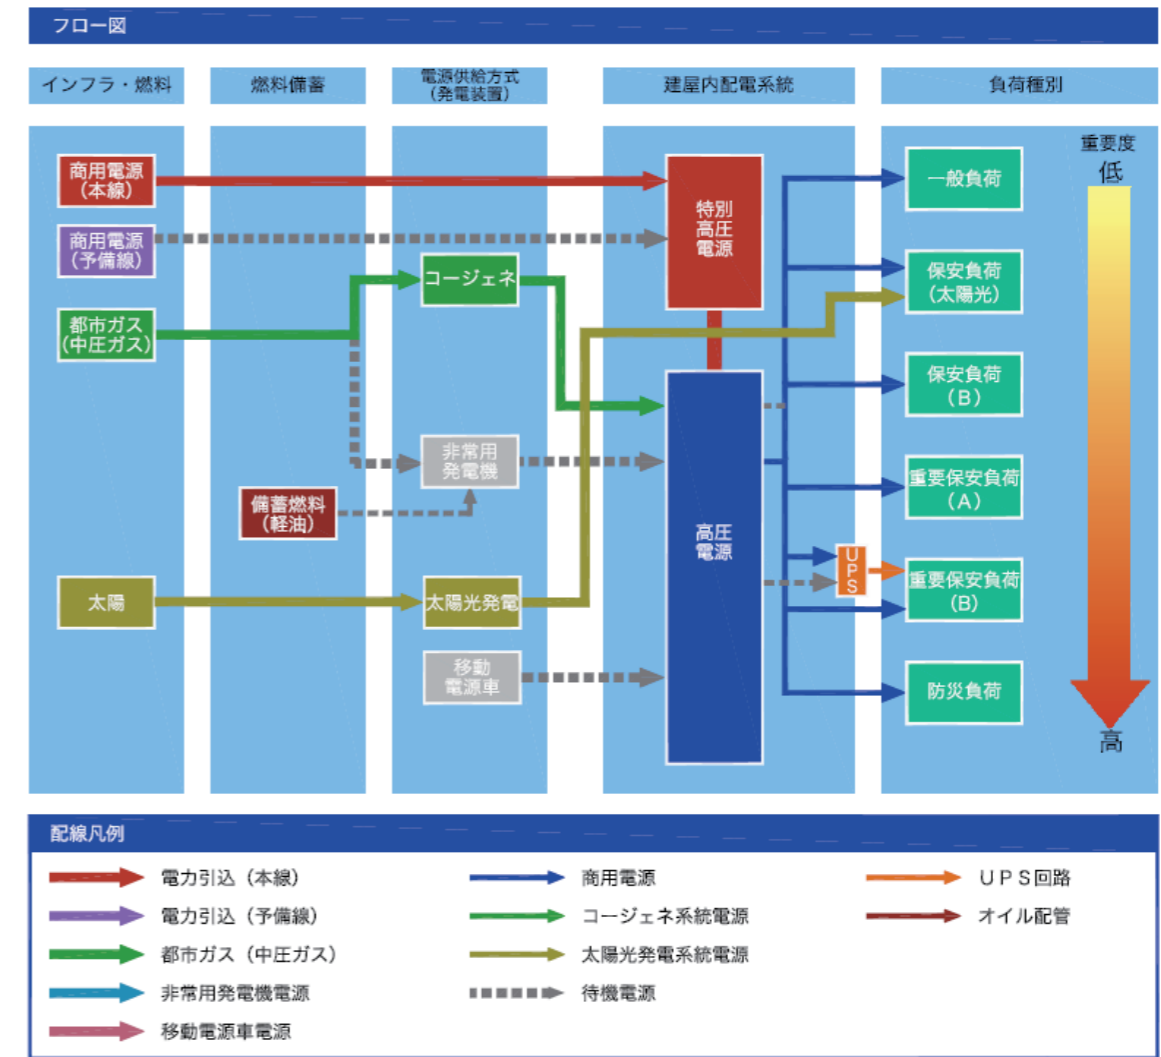 フロー図
インフラ・燃料
燃料備蓄
電源供給方式
(発電装置)
建屋内配電系統
負荷種別
商用電源
(本線)
商用電源
(予備線)
都市ガス
(中圧ガス)
太陽
備蓄燃料
(軽油)
コージェネ
非常用
発電機
太陽光発電
移動
電源車
特別
高圧
電源
高圧
電源
UPS
一般負荷
保安負荷
(太陽光)
保安負荷
(B)
重要保安負荷
(A)
重要保安負荷
(B)
防災負荷
重要度
低
高
配線凡例
電力引込(本線)
電力引込(予備線)
都市ガス(中圧ガス)
非常用発電機電源
移動電源車電源
商用電源
コージェネ系統電源
太陽光発電系統電源
待機電源
UPS回路
オイル配管